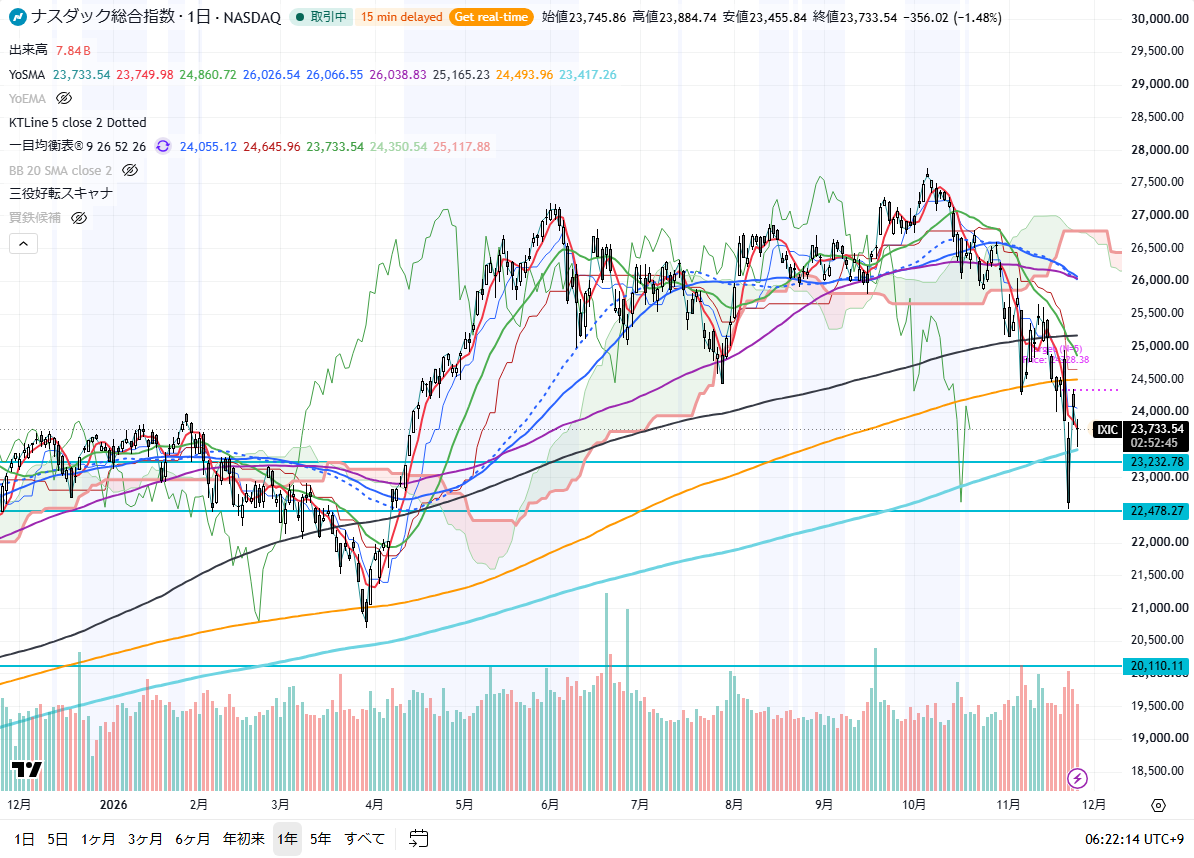 ナスダック総合指数 · 1日 · NASDAQ 取引中 15 min delayed Get real-time 始値23,745.86 高値23,884.74 安値23,455.84 終値23,733.54 −356.02 (−1.48%)
出来高 7.84 B
YoSMA 23,733.54 23,749.98 24,860.72 26,026.54 26,066.55 26,038.83 25,165.23 24,493.96 23,417.26
YoEMA
KTLine 5 close 2 Dotted
一目均衡表® 9 26 52 26 24,055.12 24,645.96 23,733.54 24,350.54 25,117.88
BB 20 SMA close 2
三役好転スキャナ
買鉄候補
30,000.00
29,500.00
29,000.00
28,500.00
28,000.00
27,500.00
27,000.00
26,500.00
26,000.00
25,500.00
25,000.00
24,500.00
24,000.00
IXIC 23,733.54
02:52:45
23,232.78
23,000.00
22,478.27
22,000.00
21,500.00
21,000.00
20,500.00
20,110.11
19,500.00
19,000.00
18,500.00
12月 2026 2月 3月 4月 5月 6月 7月 8月 9月 10月 11月 12月
1日 5日 1ヶ月 3ヶ月 6ヶ月 年初来 1年 5年 すべて 06:22:14 UTC+9